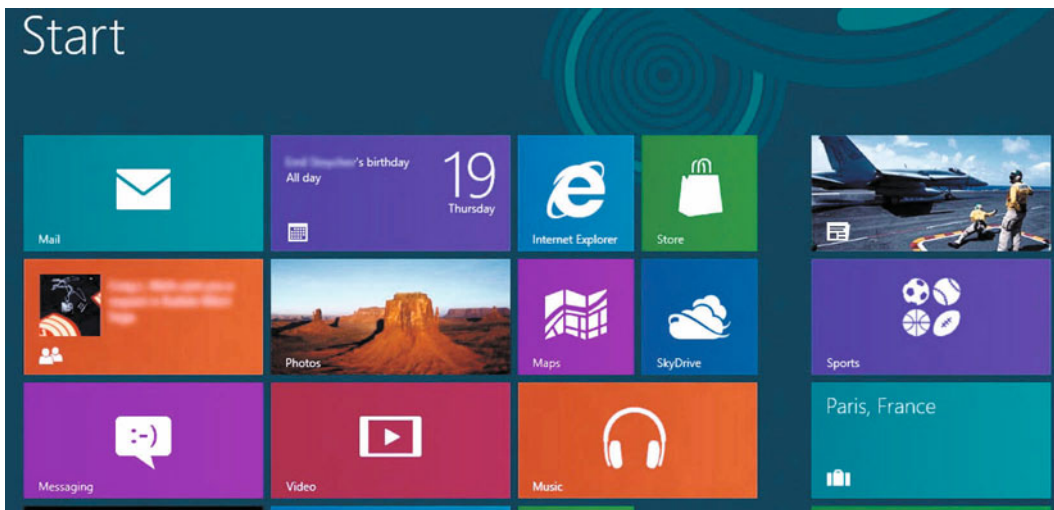 Start
Mail
's birthday
All day
19
Thursday
Internet Explorer
Store
Photos
Maps
SkyDrive
Sports
Messaging
:-)
Video
Music
Paris, France